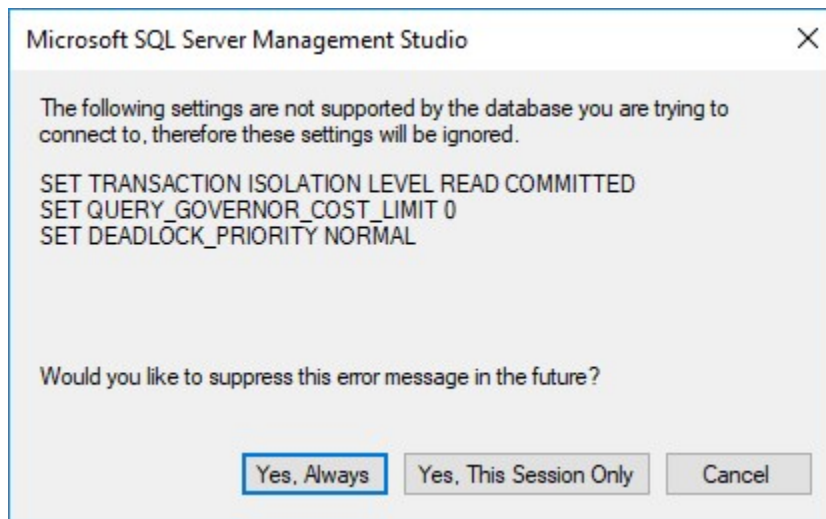 Microsoft SQL Server Management Studio
The following settings are not supported by the database you are trying to
connect to, therefore these settings will be ignored.
SET TRANSACTION ISOLATION LEVEL READ COMMITTED
SET QUERY_GOVERNOR_COST_LIMIT 0
SET DEADLOCK_PRIORITY NORMAL
Would you like to suppress this error message in the future?
Yes, Always Yes, This Session Only Cancel